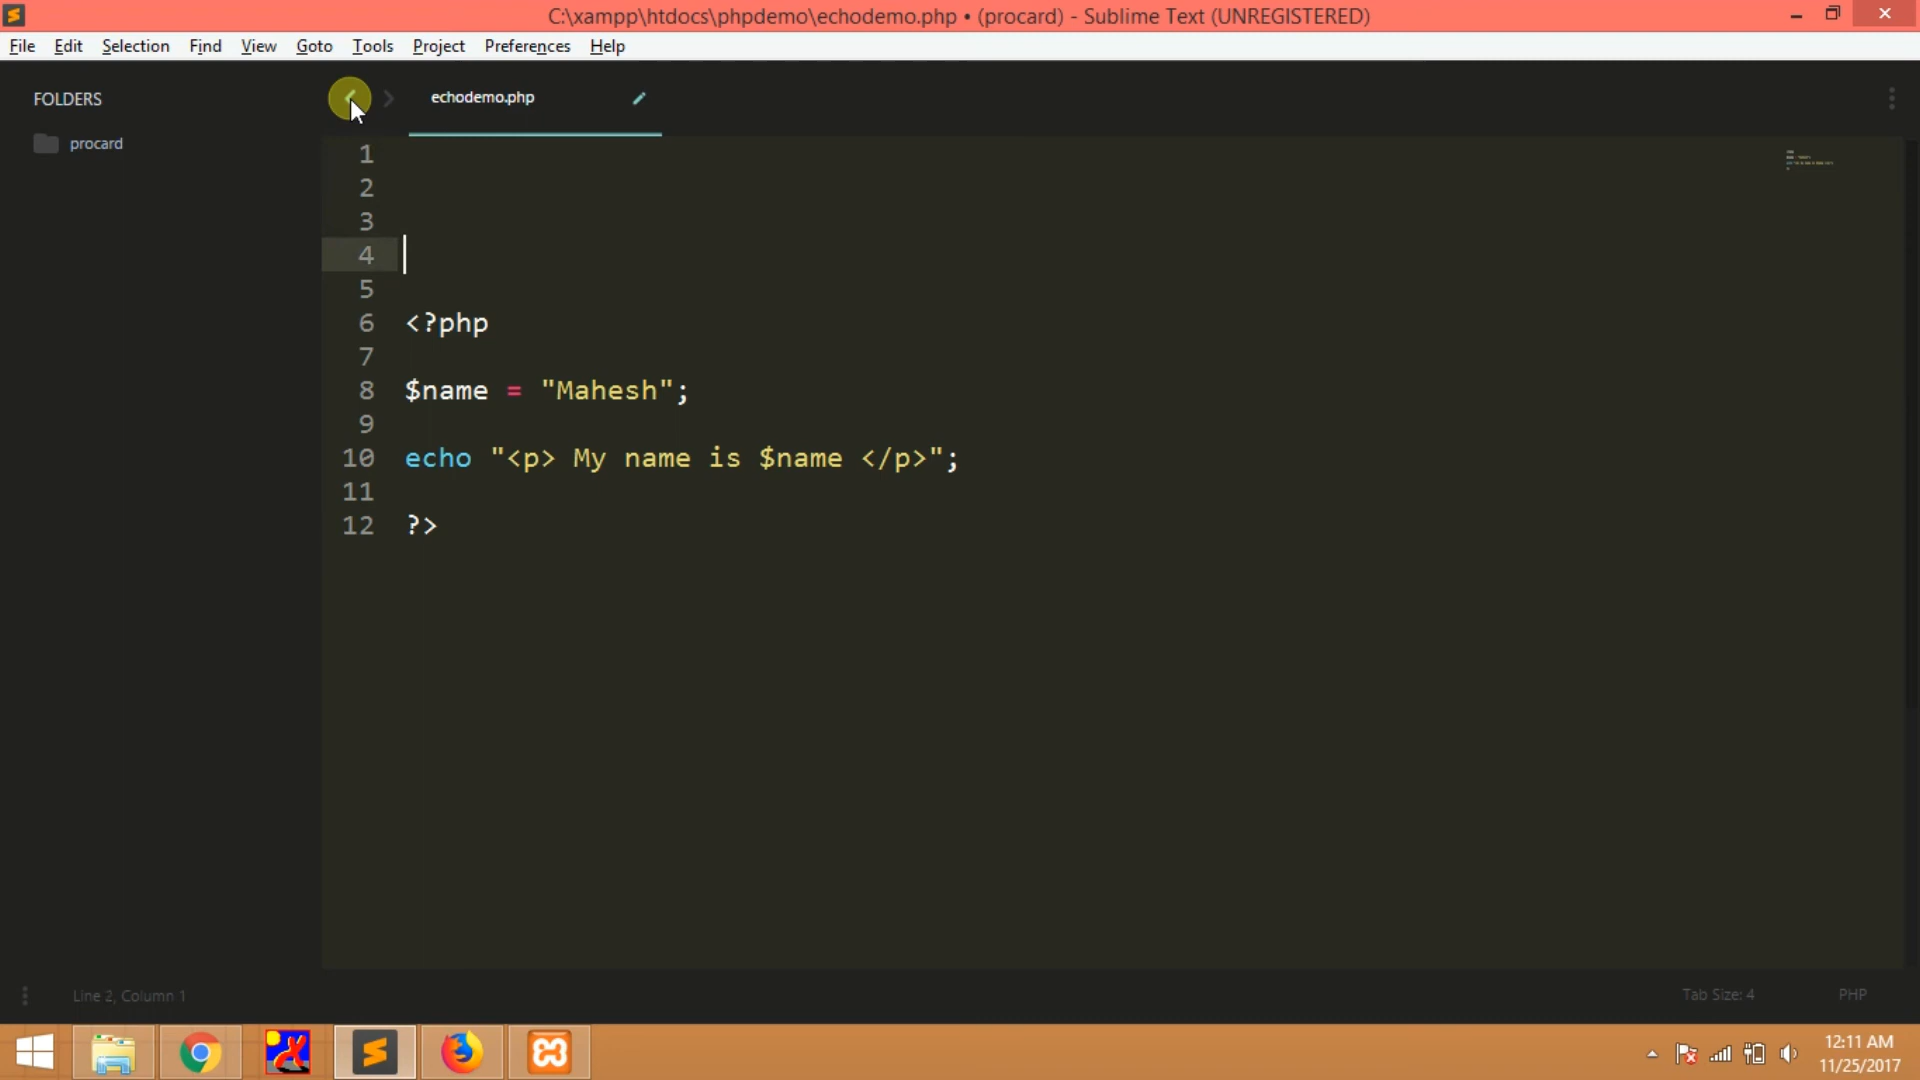 C:\xampp\htdocs\phpdemo\echodemo.php • (procard) - Sublime Text (UNREGISTERED)
File Edit Selection Find View Goto Tools Project Preferences Help
FOLDERS
procard
echodemo.php
1
2
3
4
5
6 <?php
7
8 $name = "Mahesh";
9
10 echo "<p> My name is $name </p>";
11
12 ?>
Line 2, Column 1
Tab Size: 4
PHP
12:11 AM
11/25/2017